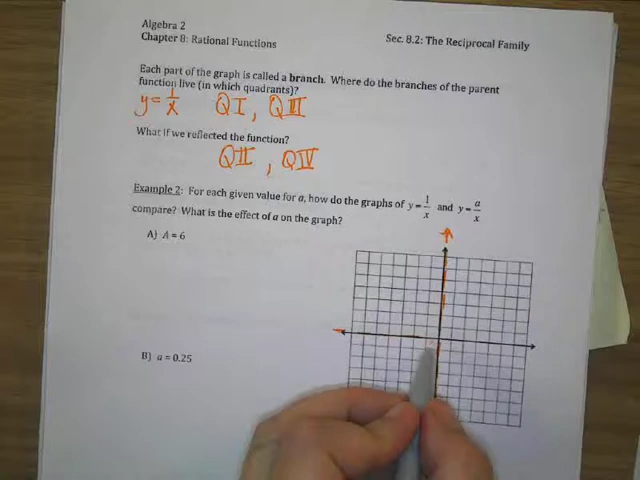 Algebra 2
Chapter 8: Rational Functions
Sec. 8.2: The Reciprocal Family
Each part of the graph is called a branch. Where do the branches of the parent
function live (in which quadrants)?
y = 1/x QI, QIII
What if we reflected the function?
QII, QIV
Example 2: For each given value for a, how do the graphs of y = 1/x and y = a/x
compare? What is the effect of a on the graph?
A) A = 6
B) a = 0.25